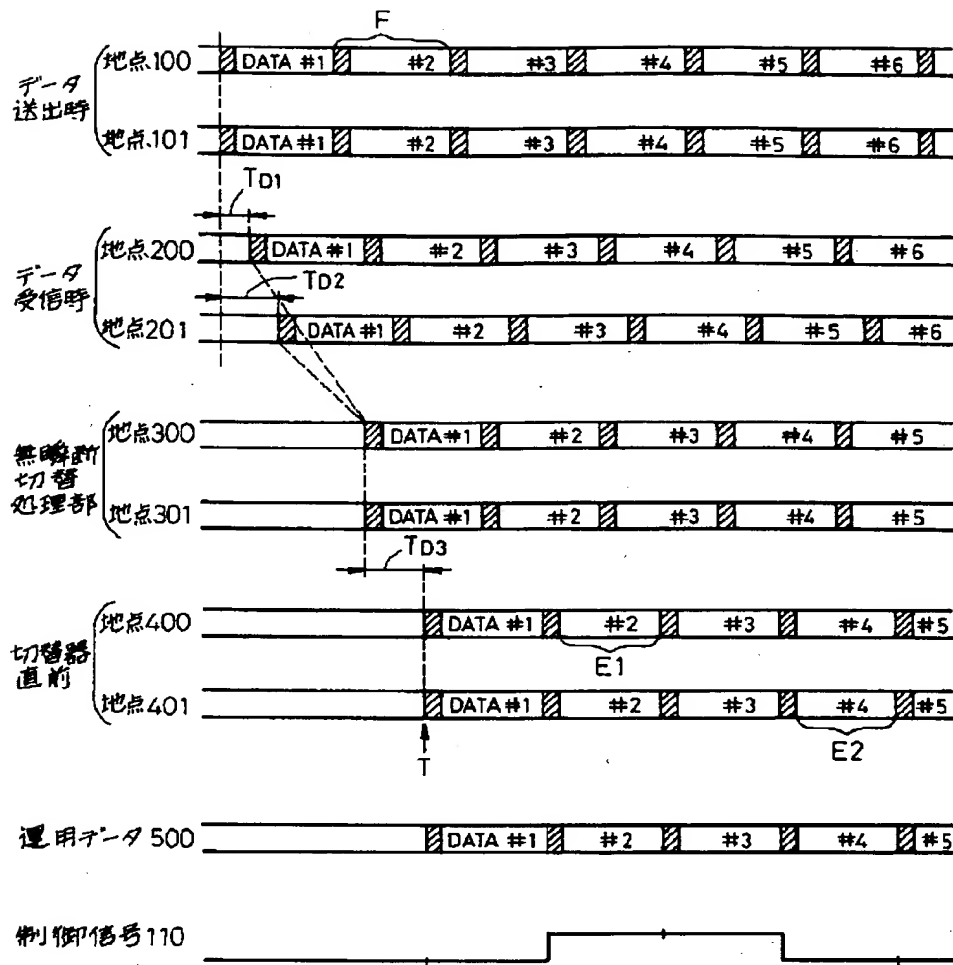 F
データ
送出時
地点100 DATA #1 #2 #3 #4 #5 #6
地点101 DATA #1 #2 #3 #4 #5 #6
TD1
データ
受信時
地点200 DATA #1 #2 #3 #4 #5 #6
TD2
地点201 DATA #1 #2 #3 #4 #5 #6
無瞬断
切替
処理部
地点300 DATA #1 #2 #3 #4 #5
地点301 DATA #1 #2 #3 #4 #5
TD3
切替器
直前
地点400 DATA #1 #2 #3 #4 #5
E1
地点401 DATA #1 #2 #3 #4 #5
E2
T
運用データ500 DATA #1 #2 #3 #4 #5
制御信号110